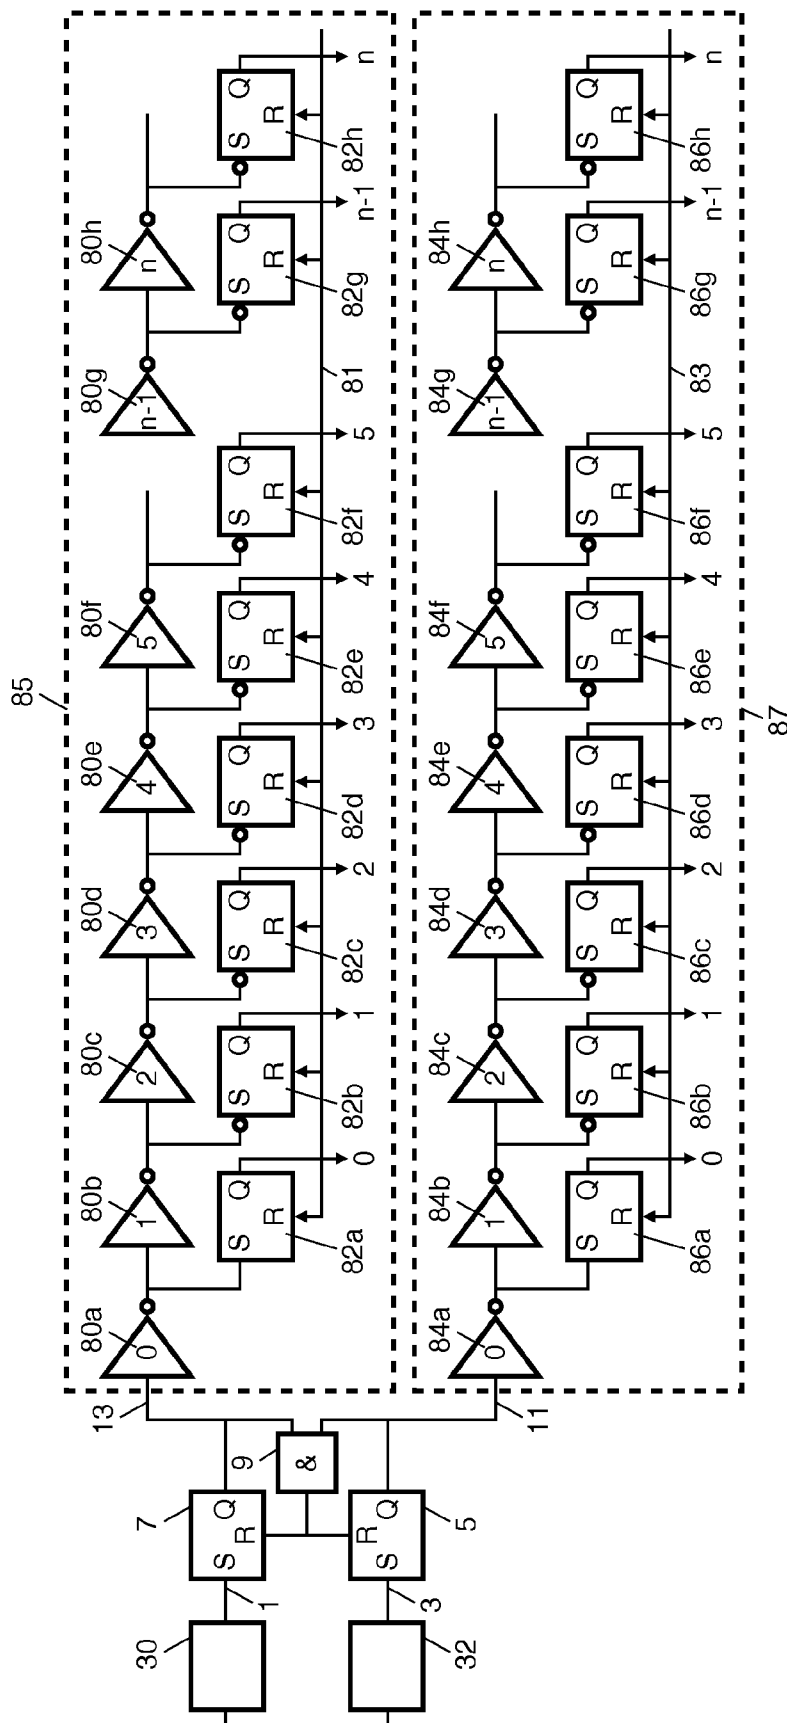 85
80a 80b 80c 80d 80e 80f 80g 80h
13
30 7
0 1 2 3 4 5 n-1 n
S Q
R
1
9
S Q S Q S Q S Q S Q S Q S Q S Q
R R R R R R R R
&
82a 82b 82c 82d 82e 82f 81 82g 82h
0 1 2 3 4 5 n-1 n
R
S Q
3
84a 84b 84c 84d 84e 84f 84g 84h
32 5
0 1 2 3 4 5 n-1 n
11
S Q S Q S Q S Q S Q S Q S Q S Q
R R R R R R R R
86a 86b 86c 86d 86e 86f 83 86g 86h
0 1 2 3 4 5 n-1 n
87